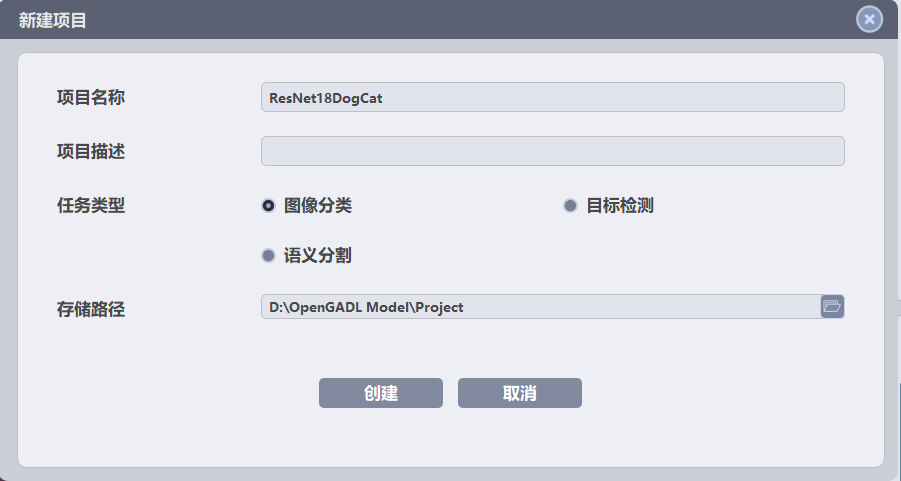 新建项目
项目名称 ResNet18DogCat
项目描述
任务类型 图像分类 目标检测
语义分割
存储路径 D:\OpenGADL Model\Project
创建 取消